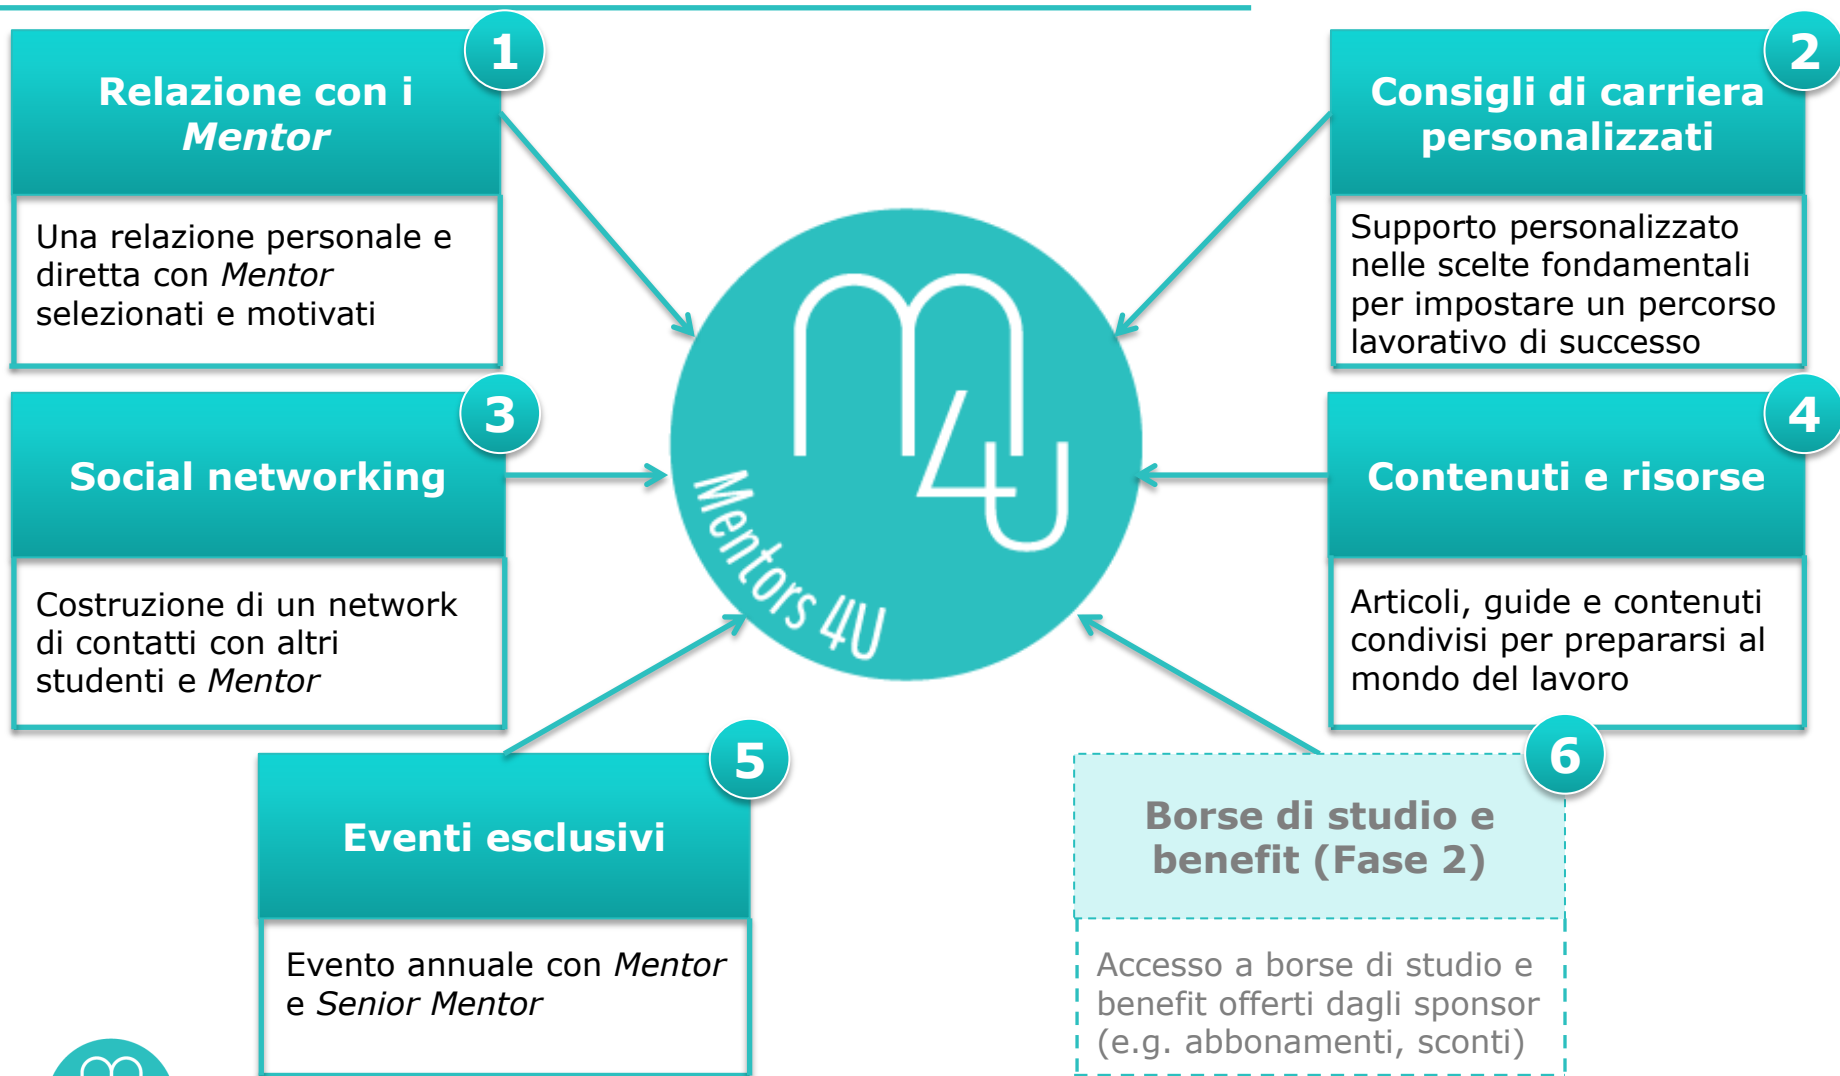 1
Relazione con i
Mentor
Una relazione personale e
diretta con Mentor
selezionati e motivati
2
Consigli di carriera
personalizzati
Supporto personalizzato
nelle scelte fondamentali
per impostare un percorso
lavorativo di successo
m4u
Mentors 4U
3
Social networking
Costruzione di un network
di contatti con altri
studenti e Mentor
4
Contenuti e risorse
Articoli, guide e contenuti
condivisi per prepararsi al
mondo del lavoro
5
Eventi esclusivi
Evento annuale con Mentor
e Senior Mentor
6
Borse di studio e
benefit (Fase 2)
Accesso a borse di studio e
benefit offerti dagli sponsor
(e.g. abbonamenti, sconti)